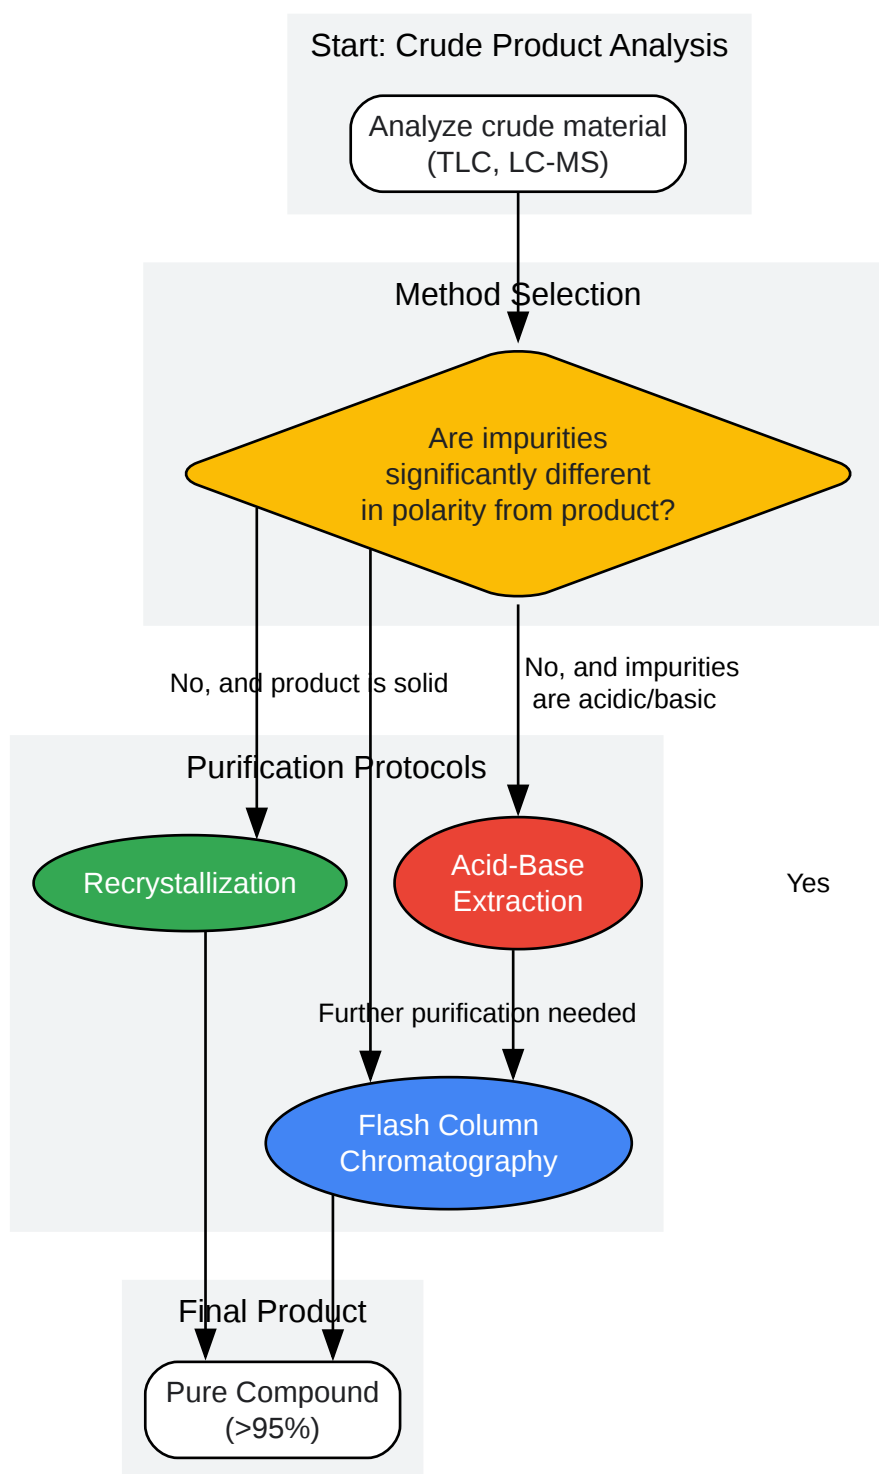 Start: Crude Product Analysis
Analyze crude material
(TLC, LC-MS)
Method Selection
Are impurities
significantly different
in polarity from product?
No, and product is solid
No, and impurities
are acidic/basic
Purification Protocols
Recrystallization
Acid-Base
Extraction
Yes
Further purification needed
Flash Column
Chromatography
Final Product
Pure Compound
(>95%)